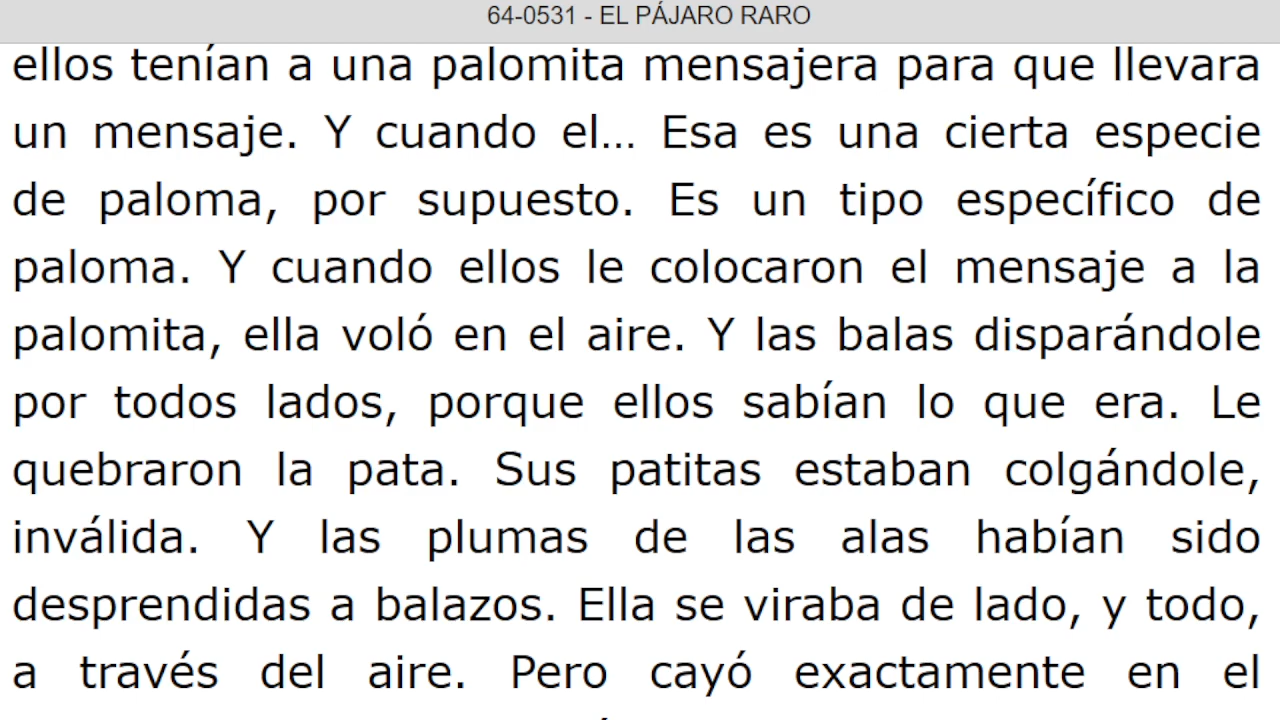 64-0531 - EL PÁJARO RARO
ellos tenían a una palomita mensajera para que llevara
un mensaje. Y cuando el... Esa es una cierta especie
de paloma, por supuesto. Es un tipo específico de
paloma. Y cuando ellos le colocaron el mensaje a la
palomita, ella voló en el aire. Y las balas disparándole
por todos lados, porque ellos sabían lo que era. Le
quebraron la pata. Sus patitas estaban colgándole,
inválida. Y las plumas de las alas habían sido
desprendidas a balazos. Ella se viraba de lado, y todo,
a través del aire. Pero cayó exactamente en el